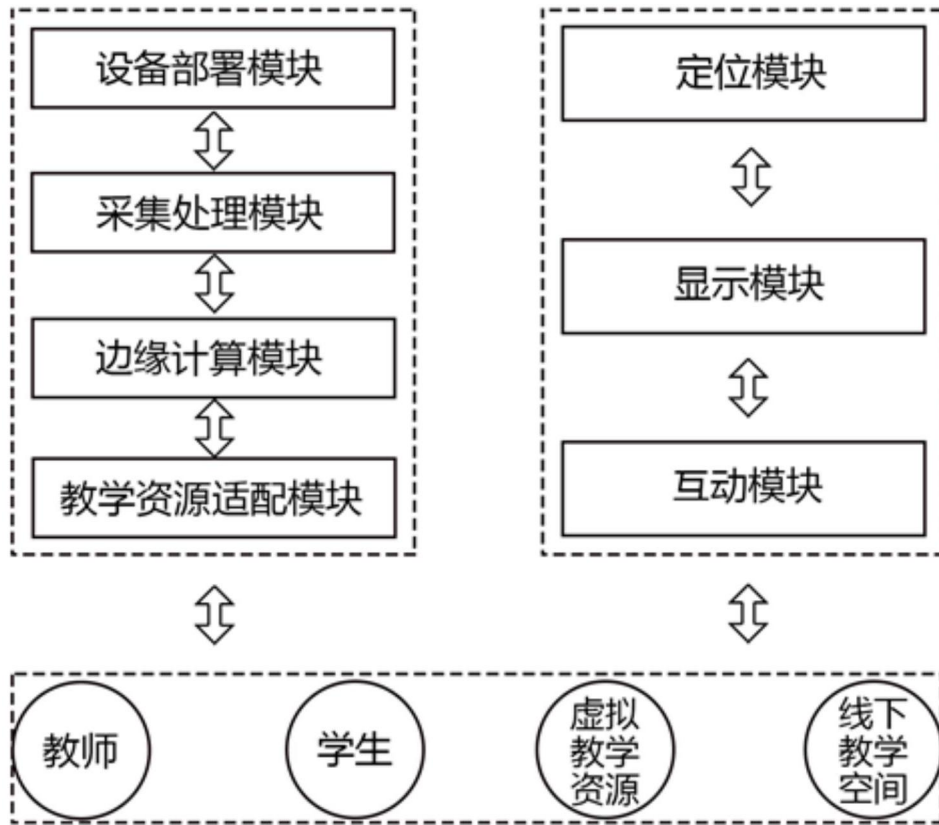 设备部署模块
采集处理模块
边缘计算模块
教学资源适配模块
定位模块
显示模块
互动模块
教师
学生
虚拟
教学
资源
线下
教学
空间